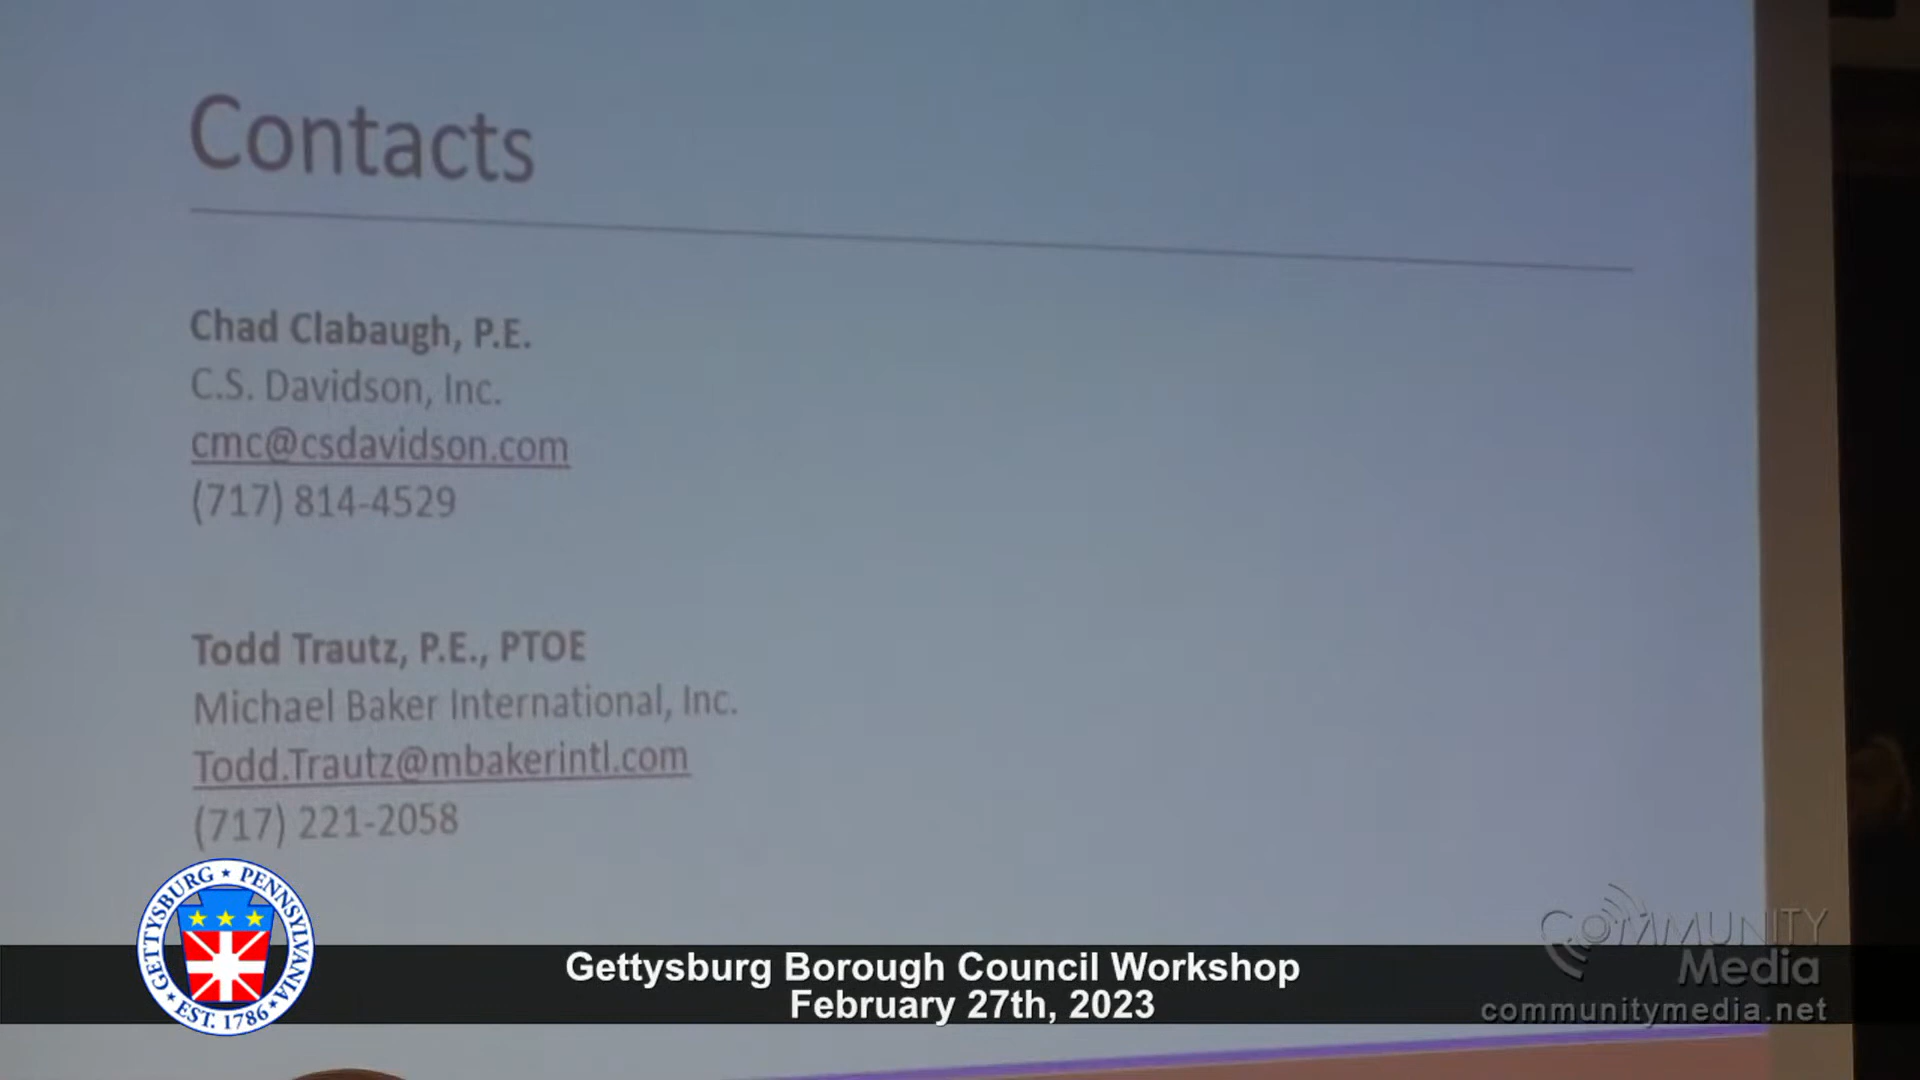 Contacts
Chad Clabaugh, P.E.
C.S. Davidson, Inc.
cmc@csdavidson.com
(717) 814-4529
Todd Trautz, P.E., PTOE
Michael Baker International, Inc.
Todd.Trautz@mbakerintl.com
(717) 221-2058
GETTYSBURG ★ PENNSYLVANIA
★ EST. 1786 ★
Gettysburg Borough Council Workshop
February 27th, 2023
COMMUNITY
Media
communitymedia.net